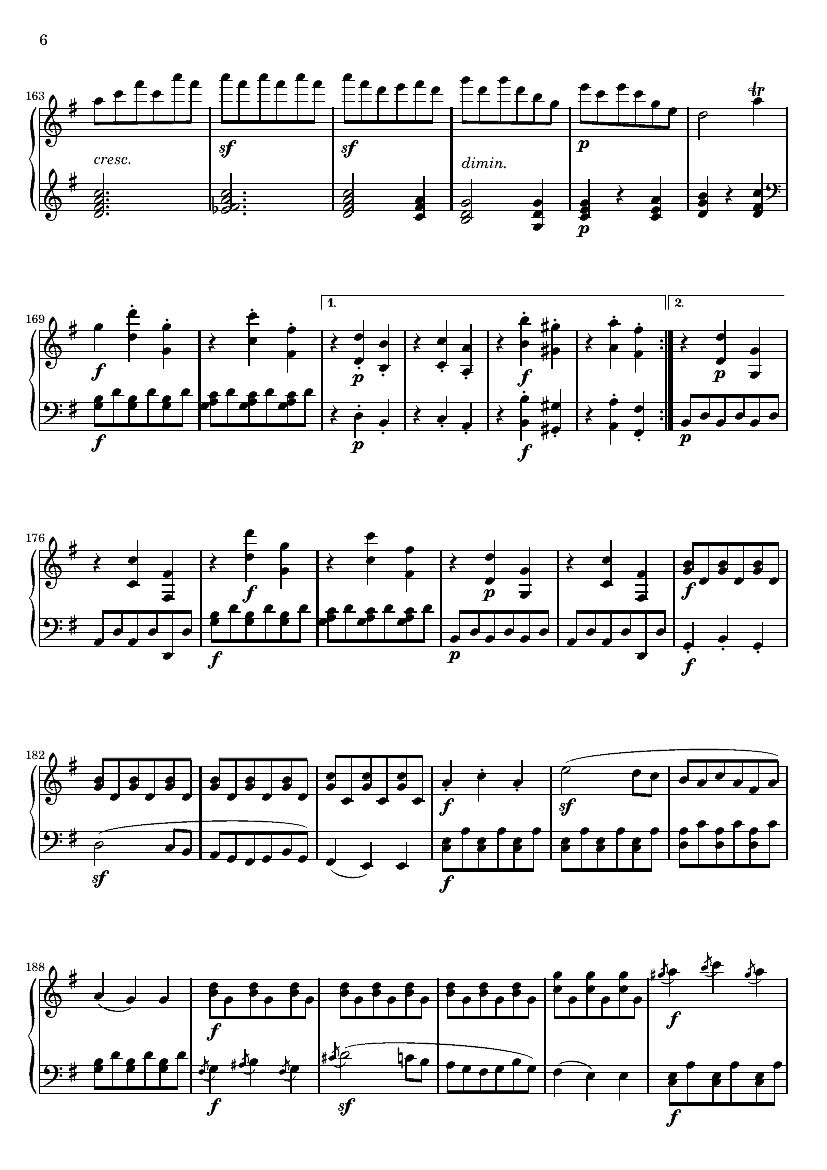 6
163
tr
sf sf
cresc. dimin.
p
p
1. 2.
169
f p f p
f p f p
176
f p f
f p f
182
f sf
sf f
188
f f
f sf f